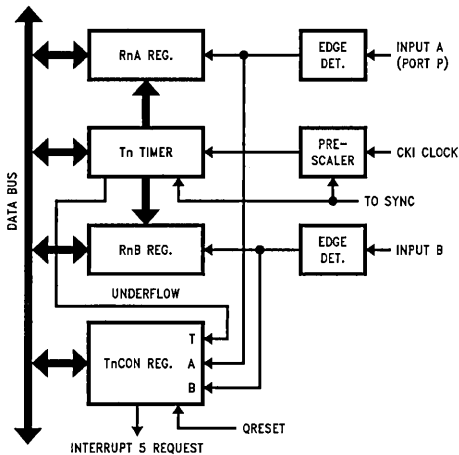 RnA REG.
EDGE
DET.
INPUT A
(PORT P)
Tn TIMER
PRE-
SCALER
CKI CLOCK
DATA BUS
TO SYNC
RnB REG.
EDGE
DET.
INPUT B
UNDERFLOW
T
TnCON REG.
A
B
QRESET
INTERRUPT 5 REQUEST